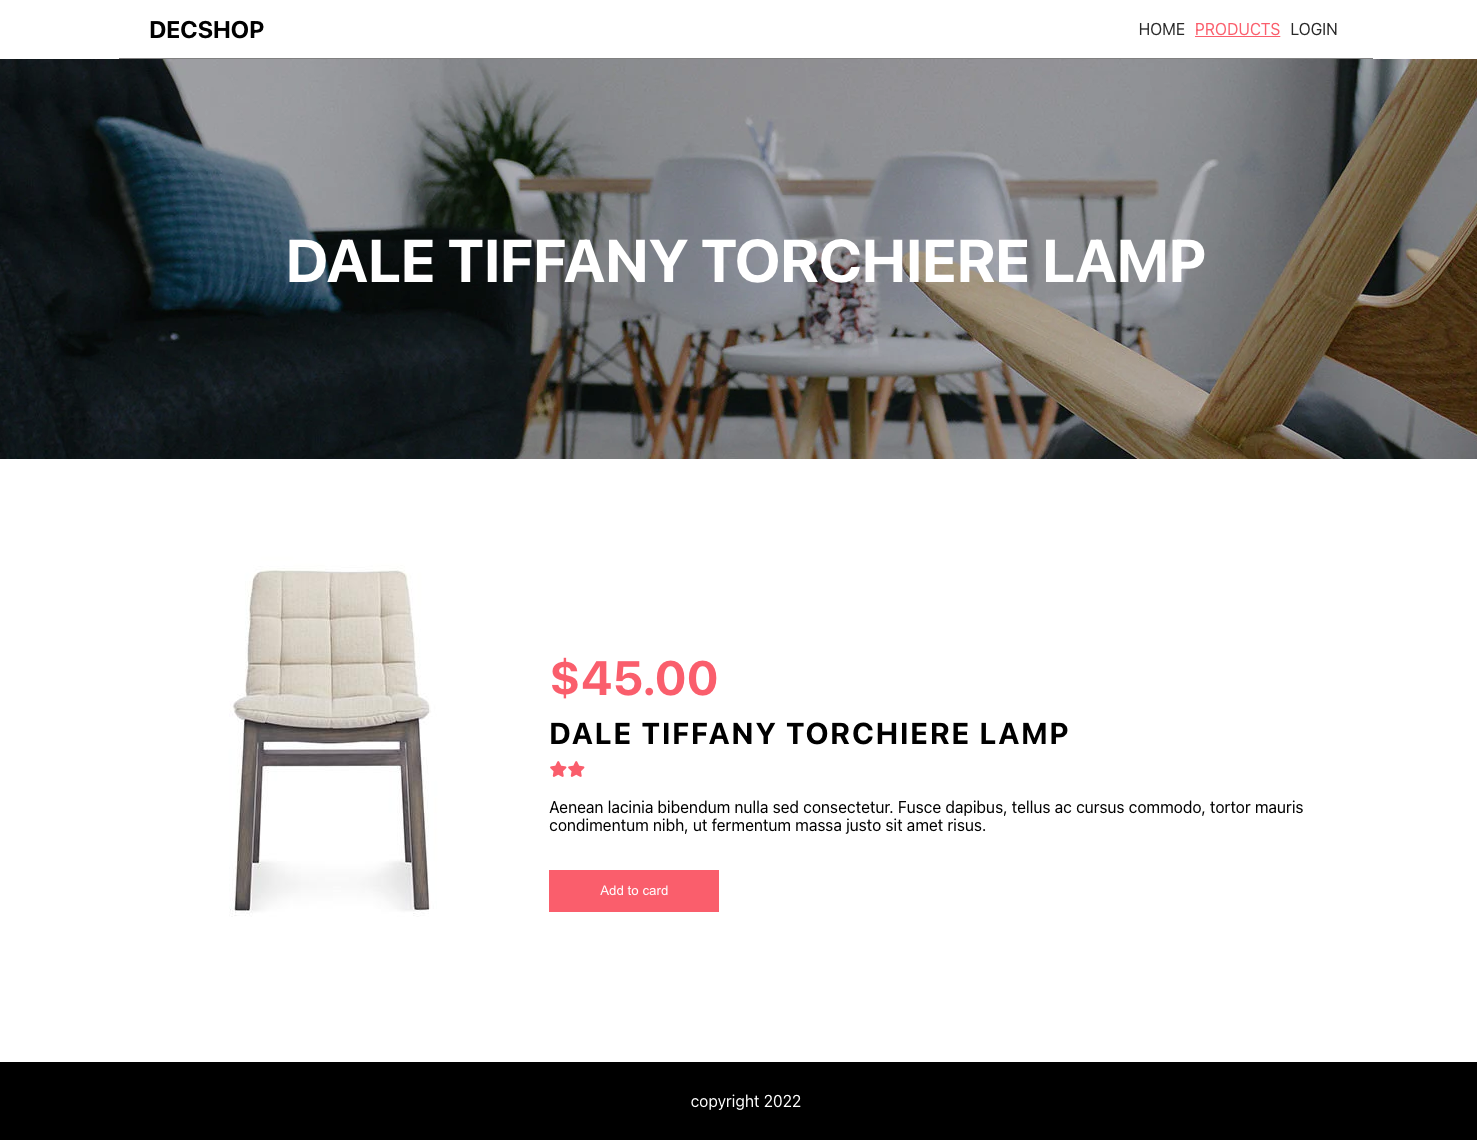 DECSHOP
HOME PRODUCTS LOGIN
DALE TIFFANY TORCHIERE LAMP
$45.00
DALE TIFFANY TORCHIERE LAMP
Aenean lacinia bibendum nulla sed consectetur. Fusce dapibus, tellus ac cursus commodo, tortor mauris
condimentum nibh, ut fermentum massa justo sit amet risus.
Add to card
copyright 2022